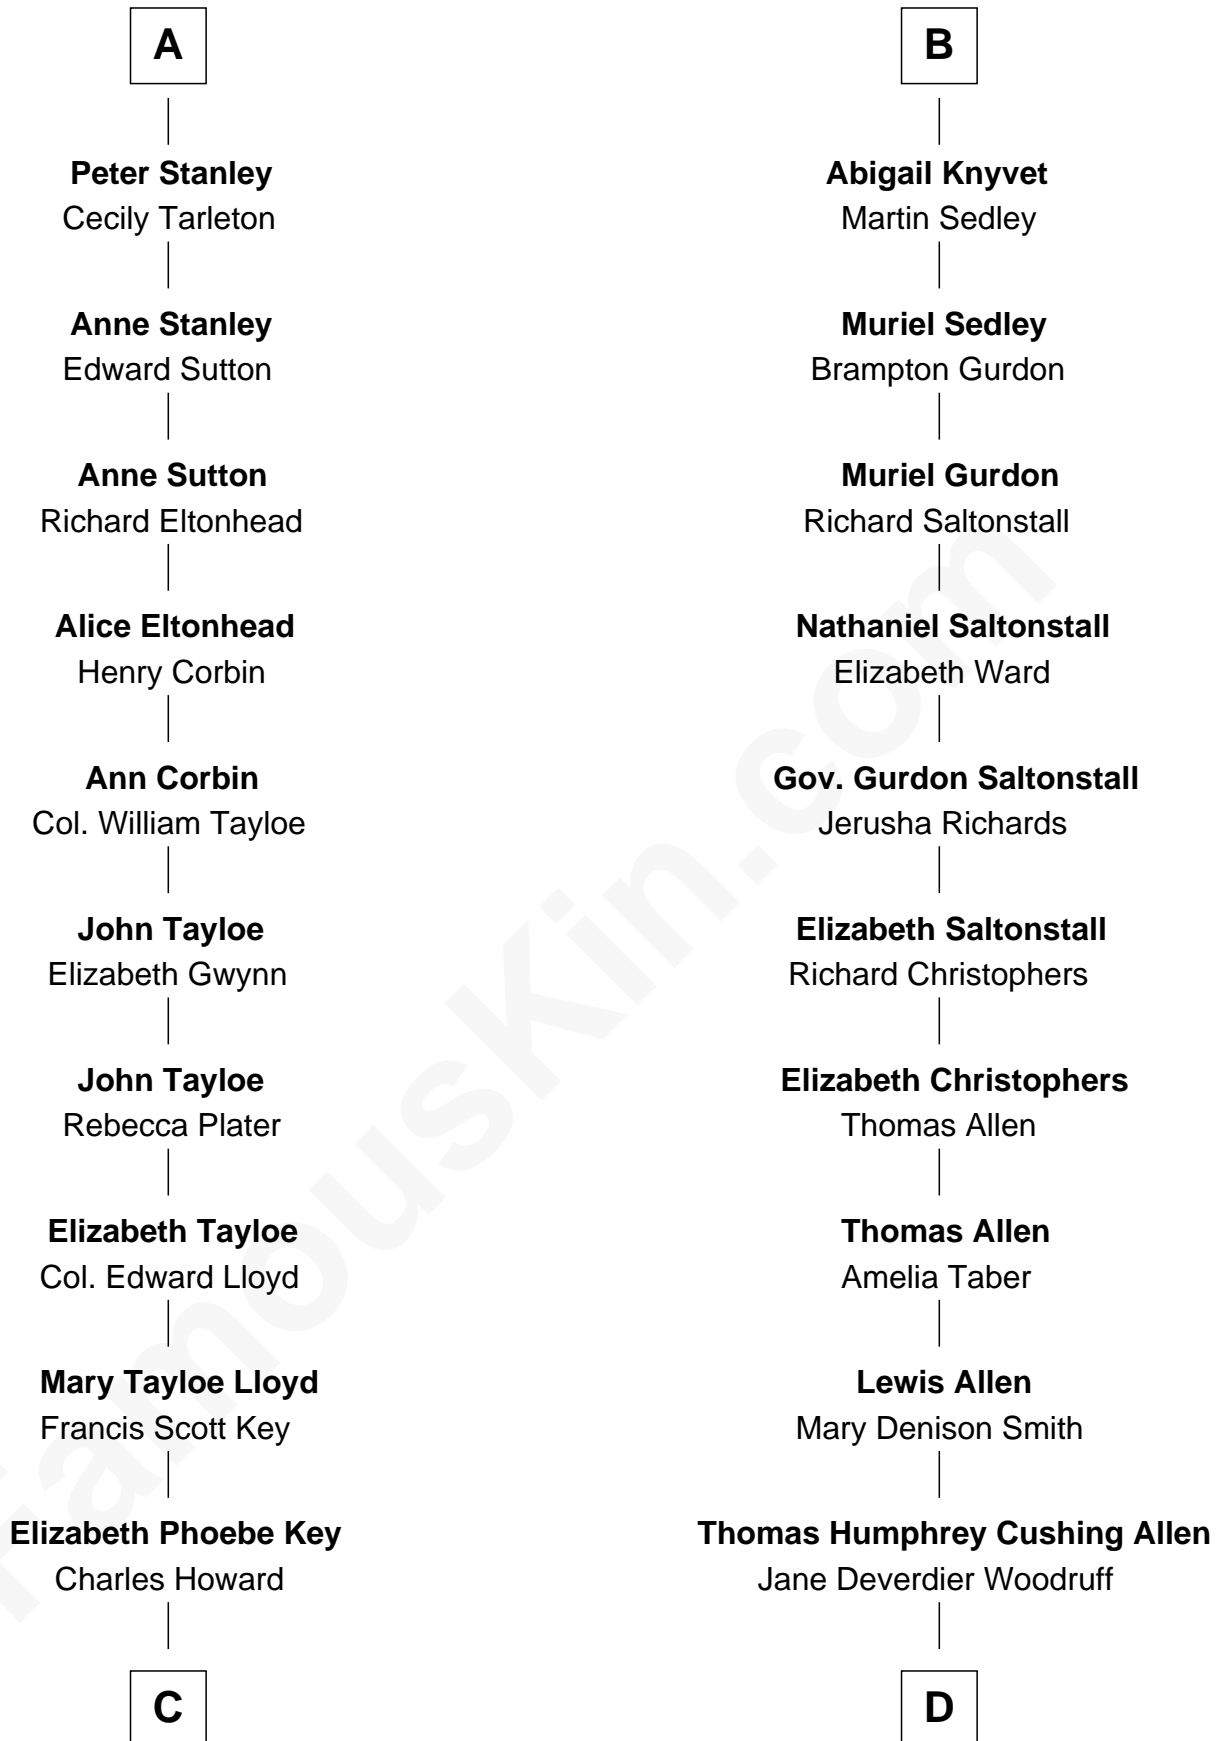 A
Peter Stanley
Cecily Tarleton
Anne Stanley
Edward Sutton
Anne Sutton
Richard Eltonhead
Alice Eltonhead
Henry Corbin
Ann Corbin
Col. William Tayloe
John Tayloe
Elizabeth Gwynn
John Tayloe
Rebecca Plater
Elizabeth Tayloe
Col. Edward Lloyd
Mary Tayloe Lloyd
Francis Scott Key
Elizabeth Phoebe Key
Charles Howard
C
B
Abigail Knyvet
Martin Sedley
Muriel Sedley
Brampton Gurdon
Muriel Gurdon
Richard Saltonstall
Nathaniel Saltonstall
Elizabeth Ward
Gov. Gurdon Saltonstall
Jerusha Richards
Elizabeth Saltonstall
Richard Christophers
Elizabeth Christophers
Thomas Allen
Thomas Allen
Amelia Taber
Lewis Allen
Mary Denison Smith
Thomas Humphrey Cushing Allen
Jane Deverdier Woodruff
D
FamousKin.com